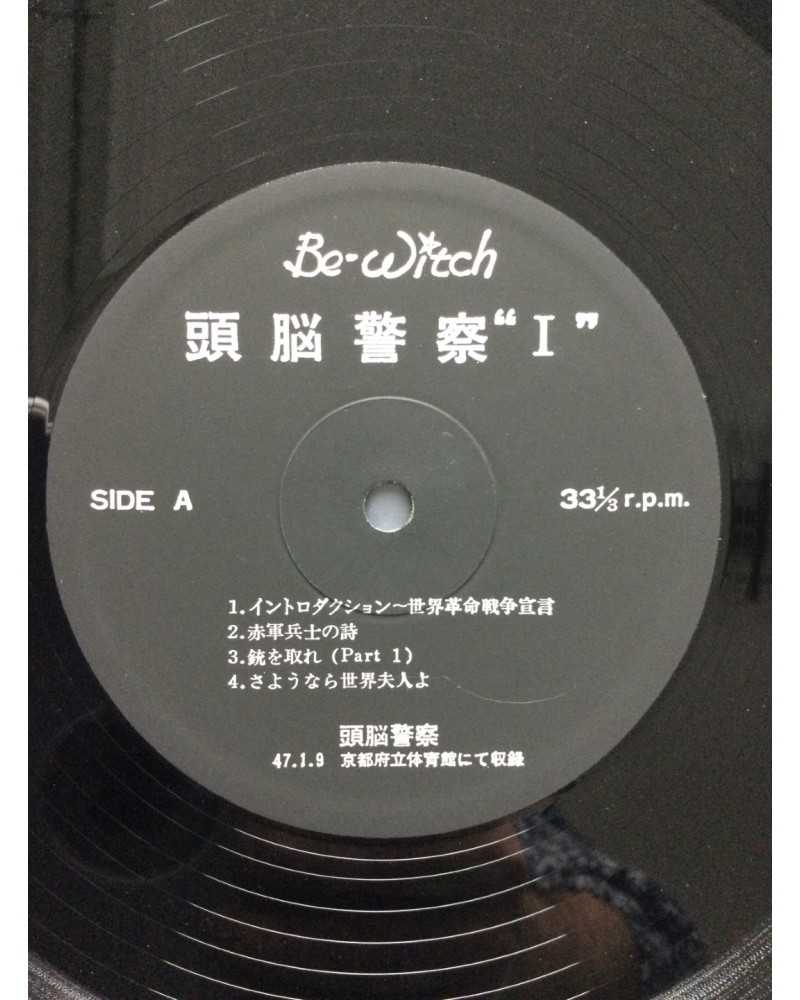 Be-Witch
頭脳警察“I”
SIDE A
33⅓ r.p.m.
1.イントロダクション〜世界革命戦争宣言
2.赤軍兵士の詩
3.銃を取れ (Part 1)
4.さようなら世界夫人よ
頭脳警察
47.1.9 京都府立体育館にて収録